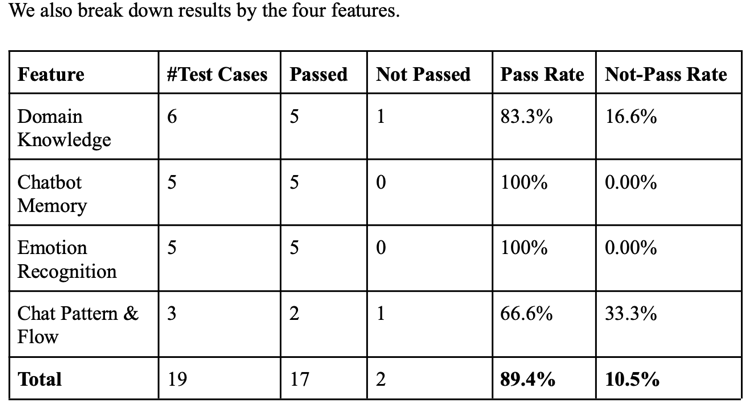 We also break down results by the four features.
Feature #Test Cases Passed Not Passed Pass Rate Not-Pass Rate
Domain Knowledge 6 5 1 83.3% 16.6%
Chatbot Memory 5 5 0 100% 0.00%
Emotion Recognition 5 5 0 100% 0.00%
Chat Pattern & Flow 3 2 1 66.6% 33.3%
Total 19 17 2 89.4% 10.5%